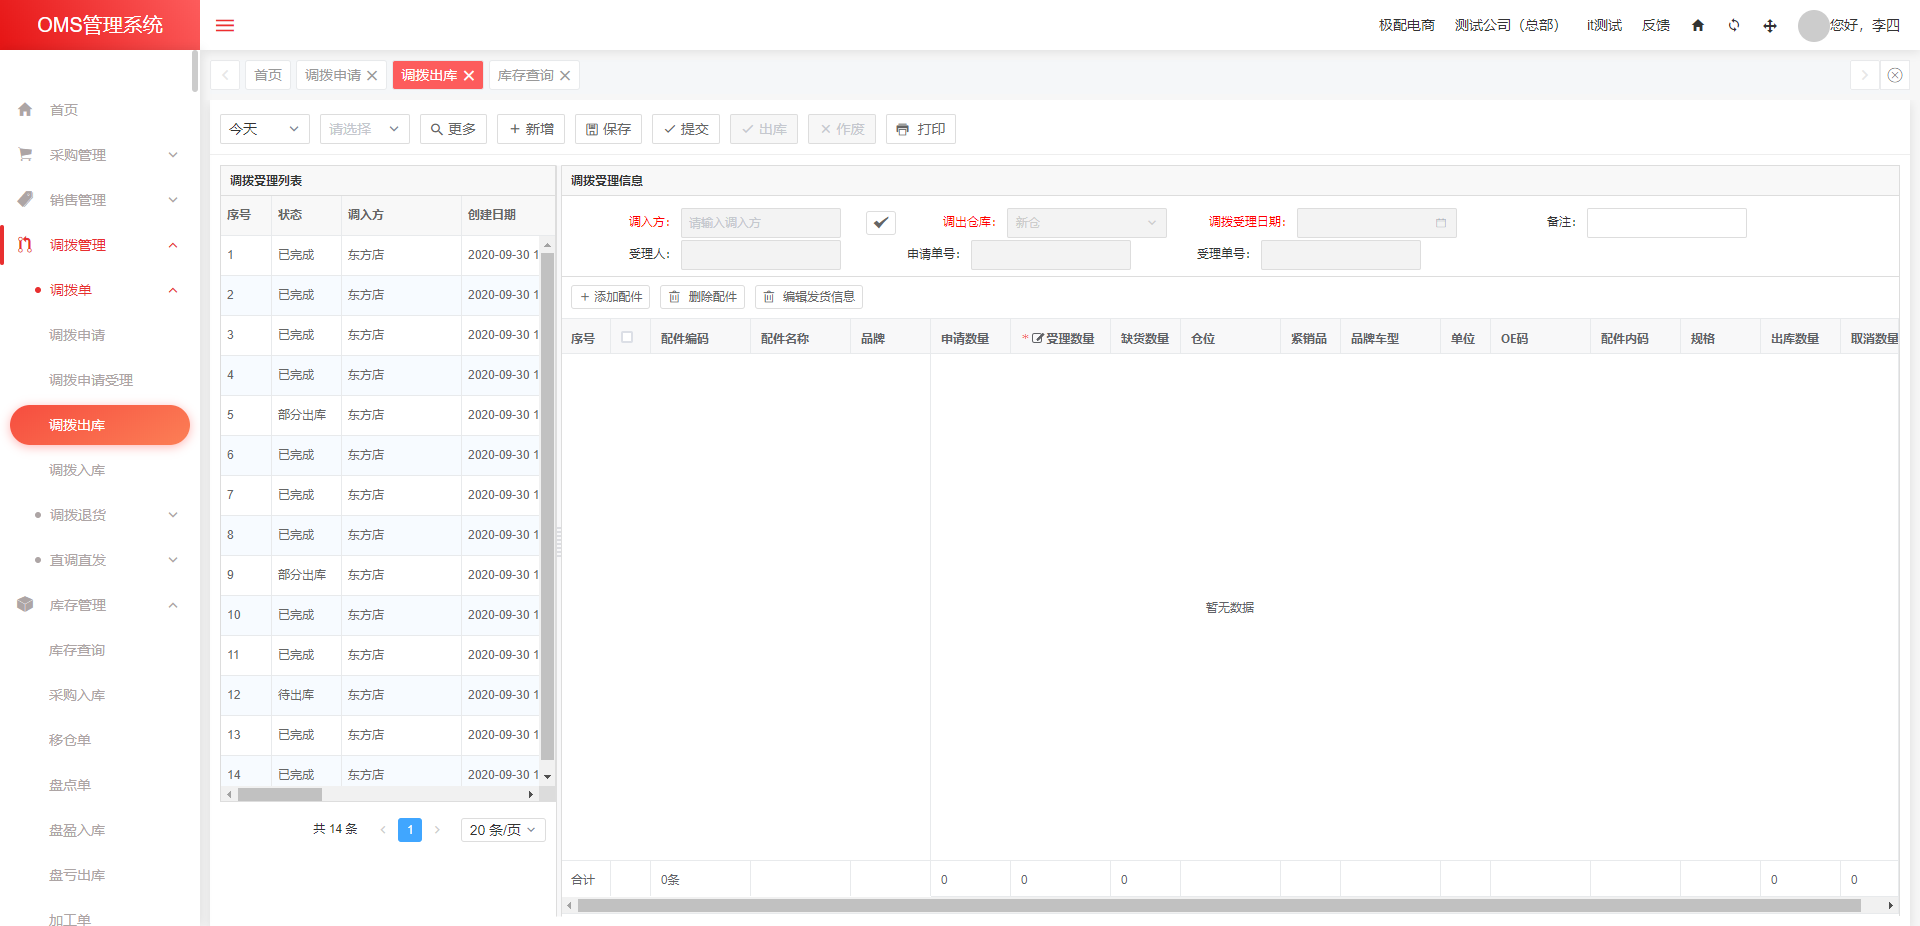 OMS管理系统
极配电商 测试公司（总部） it测试 反馈 您好，李四
首页 调拨申请 调拨出库 库存查询
首页
采购管理
销售管理
调拨管理
调拨单
调拨申请
调拨申请受理
调拨出库
调拨入库
调拨退货
直调直发
库存管理
库存查询
采购入库
移仓单
盘点单
盘盈入库
盘亏出库
加工单
今天 请选择 更多 新增 保存 提交 出库 作废 打印
调拨受理列表
序号 状态 调入方 创建日期
1 已完成 东方店 2020-09-30 1
2 已完成 东方店 2020-09-30 1
3 已完成 东方店 2020-09-30 1
4 已完成 东方店 2020-09-30 1
5 部分出库 东方店 2020-09-30 1
6 已完成 东方店 2020-09-30 1
7 已完成 东方店 2020-09-30 1
8 已完成 东方店 2020-09-30 1
9 部分出库 东方店 2020-09-30 1
10 已完成 东方店 2020-09-30 1
11 已完成 东方店 2020-09-30 1
12 待出库 东方店 2020-09-30 1
13 已完成 东方店 2020-09-30 1
14 已完成 东方店 2020-09-30 1
共 14 条 1 20 条/页
调拨受理信息
调入方: 请输入调入方 调出仓库: 新仓 调拨受理日期: 备注:
受理人: 申请单号: 受理单号:
添加配件 删除配件 编辑发货信息
序号 配件编码 配件名称 品牌 申请数量 *受理数量 缺货数量 仓位 紧销品 品牌车型 单位 OE码 配件内码 规格 出库数量 取消数量
暂无数据
合计 0条 0 0 0 0 0